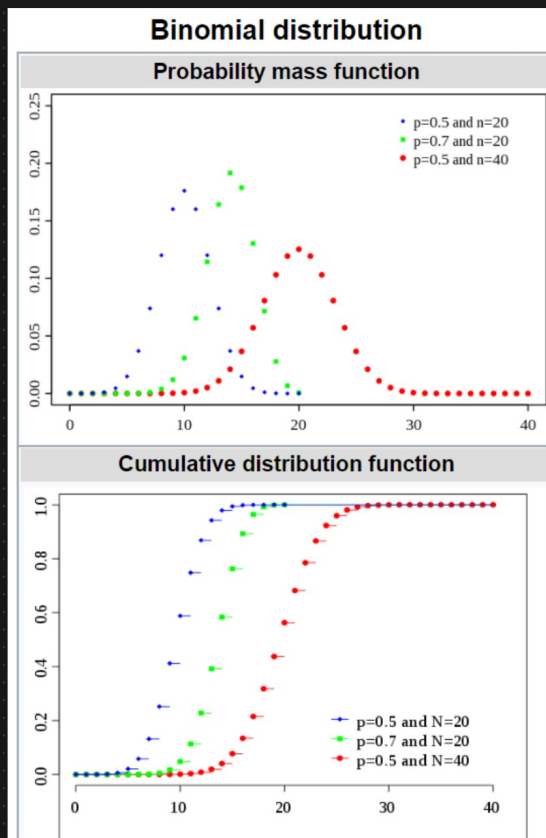 Binomial distribution
Probability mass function
0.25
0.20
0.15
0.10
0.05
0.00
p=0.5 and n=20
p=0.7 and n=20
p=0.5 and n=40
0 10 20 30 40
Cumulative distribution function
1.0
0.8
0.6
0.4
0.2
0.0
p=0.5 and N=20
p=0.7 and N=20
p=0.5 and N=40
0 10 20 30 40